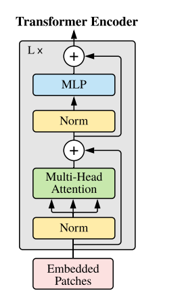 Transformer Encoder
L x
+
MLP
Norm
+
Multi-Head
Attention
Norm
Embedded
Patches